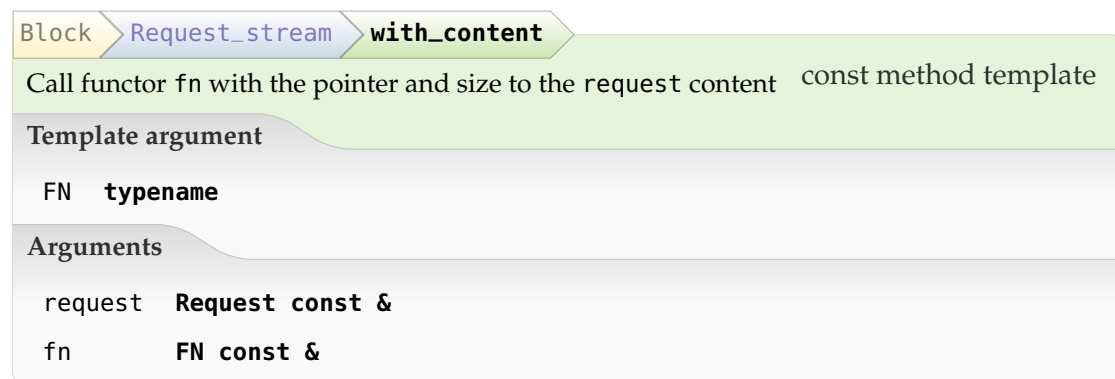 Block Request_stream with_content
Call functor fn with the pointer and size to the request content const method template
Template argument
FN typename
Arguments
request Request const &
fn FN const &